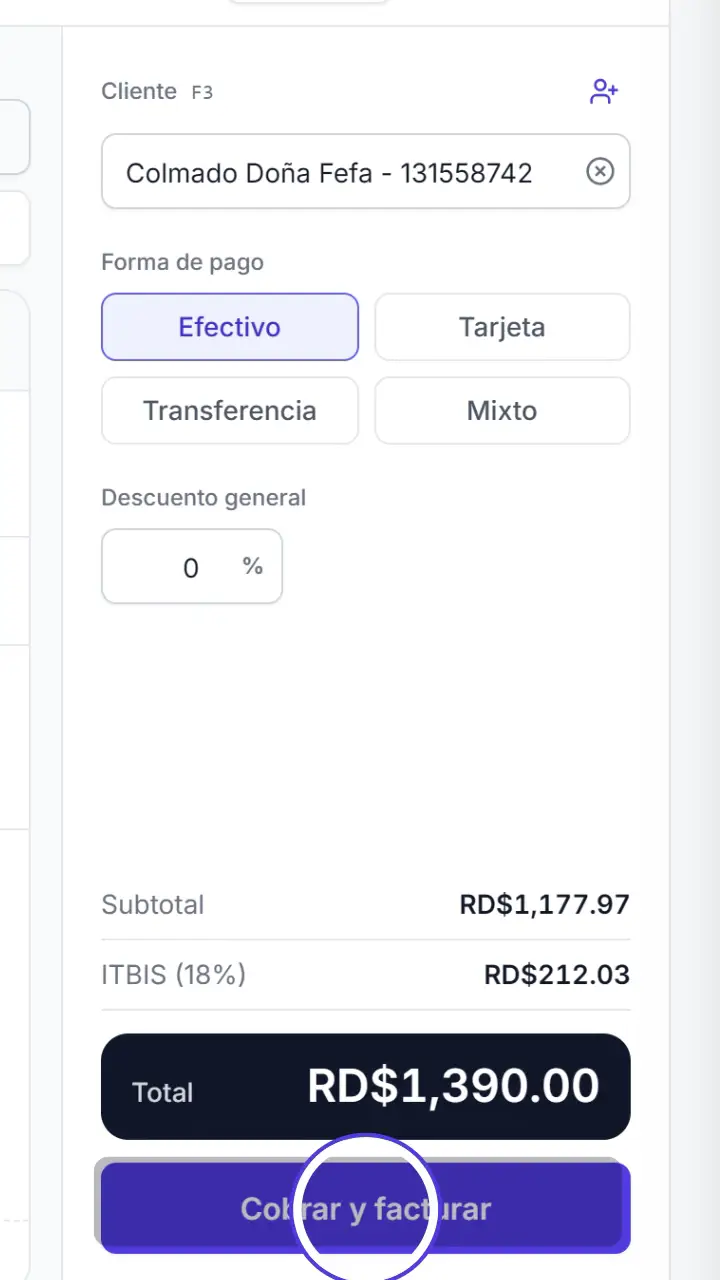 Cliente F3
Colmado Doña Fefa - 131558742
Forma de pago
Efectivo
Tarjeta
Transferencia
Mixto
Descuento general
0 %
Subtotal RD$1,177.97
ITBIS (18%) RD$212.03
Total RD$1,390.00
Cobrar y facturar